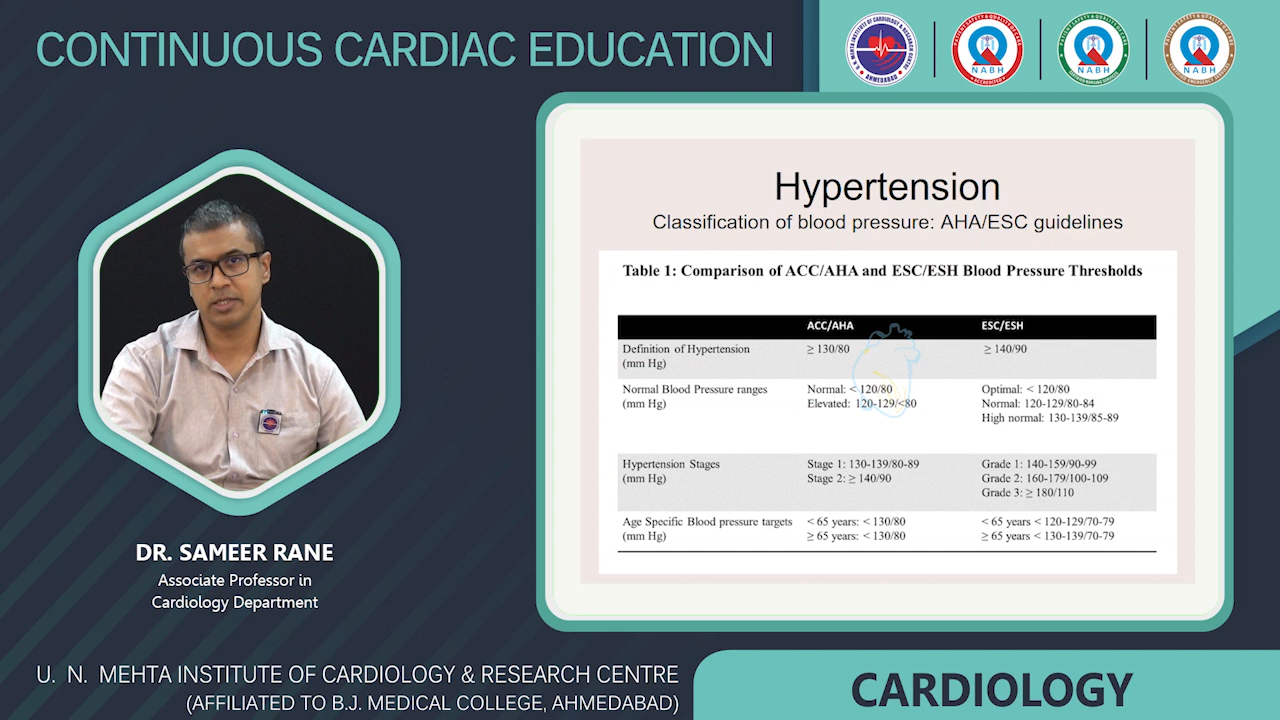 CONTINUOUS CARDIAC EDUCATION
NABH
NABH
NABH
DR. SAMEER RANE
Associate Professor in
Cardiology Department
Hypertension
Classification of blood pressure: AHA/ESC guidelines
Table 1: Comparison of ACC/AHA and ESC/ESH Blood Pressure Thresholds
ACC/AHA ESC/ESH
Definition of Hypertension ≥ 130/80 ≥ 140/90
(mm Hg)
Normal Blood Pressure ranges Normal: < 120/80 Optimal: < 120/80
(mm Hg) Elevated: 120-129/<80 Normal: 120-129/80-84
High normal: 130-139/85-89
Hypertension Stages Stage 1: 130-139/80-89 Grade 1: 140-159/90-99
(mm Hg) Stage 2: ≥ 140/90 Grade 2: 160-179/100-109
Grade 3: ≥ 180/110
Age Specific Blood pressure targets < 65 years: < 130/80 < 65 years < 120-129/70-79
(mm Hg) ≥ 65 years: < 130/80 ≥ 65 years < 130-139/70-79
U. N. MEHTA INSTITUTE OF CARDIOLOGY & RESEARCH CENTRE
(AFFILIATED TO B.J. MEDICAL COLLEGE, AHMEDABAD)
CARDIOLOGY